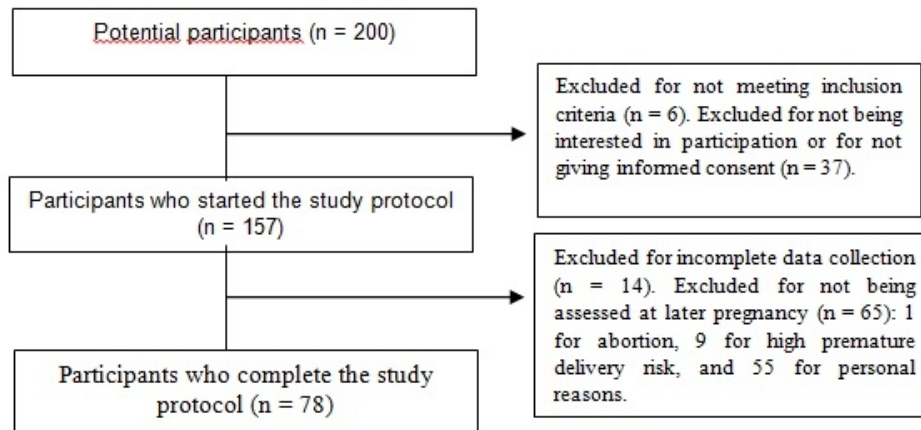 Potential participants (n = 200)
Excluded for not meeting inclusion
criteria (n = 6). Excluded for not being
interested in participation or for not
giving informed consent (n = 37).
Participants who started the study protocol
(n = 157)
Excluded for incomplete data collection
(n = 14). Excluded for not being
assessed at later pregnancy (n = 65): 1
for abortion, 9 for high premature
delivery risk, and 55 for personal
reasons.
Participants who complete the study
protocol (n = 78)